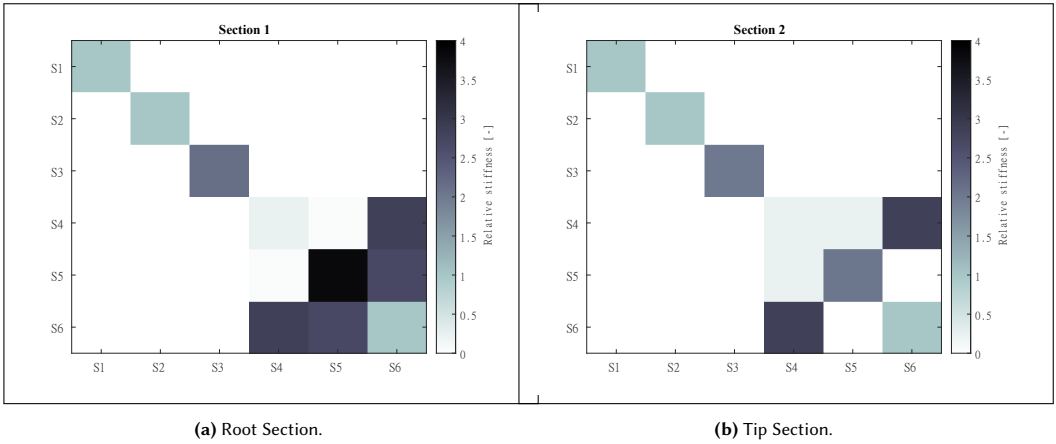 Section 1
S1
S2
S3
S4
S5
S6
S1 S2 S3 S4 S5 S6
4
3.5
3
2.5
2
1.5
1
0.5
0
Relative stiffness [-]
(a) Root Section.
Section 2
S1
S2
S3
S4
S5
S6
S1 S2 S3 S4 S5 S6
4
3.5
3
2.5
2
1.5
1
0.5
0
Relative stiffness [-]
(b) Tip Section.